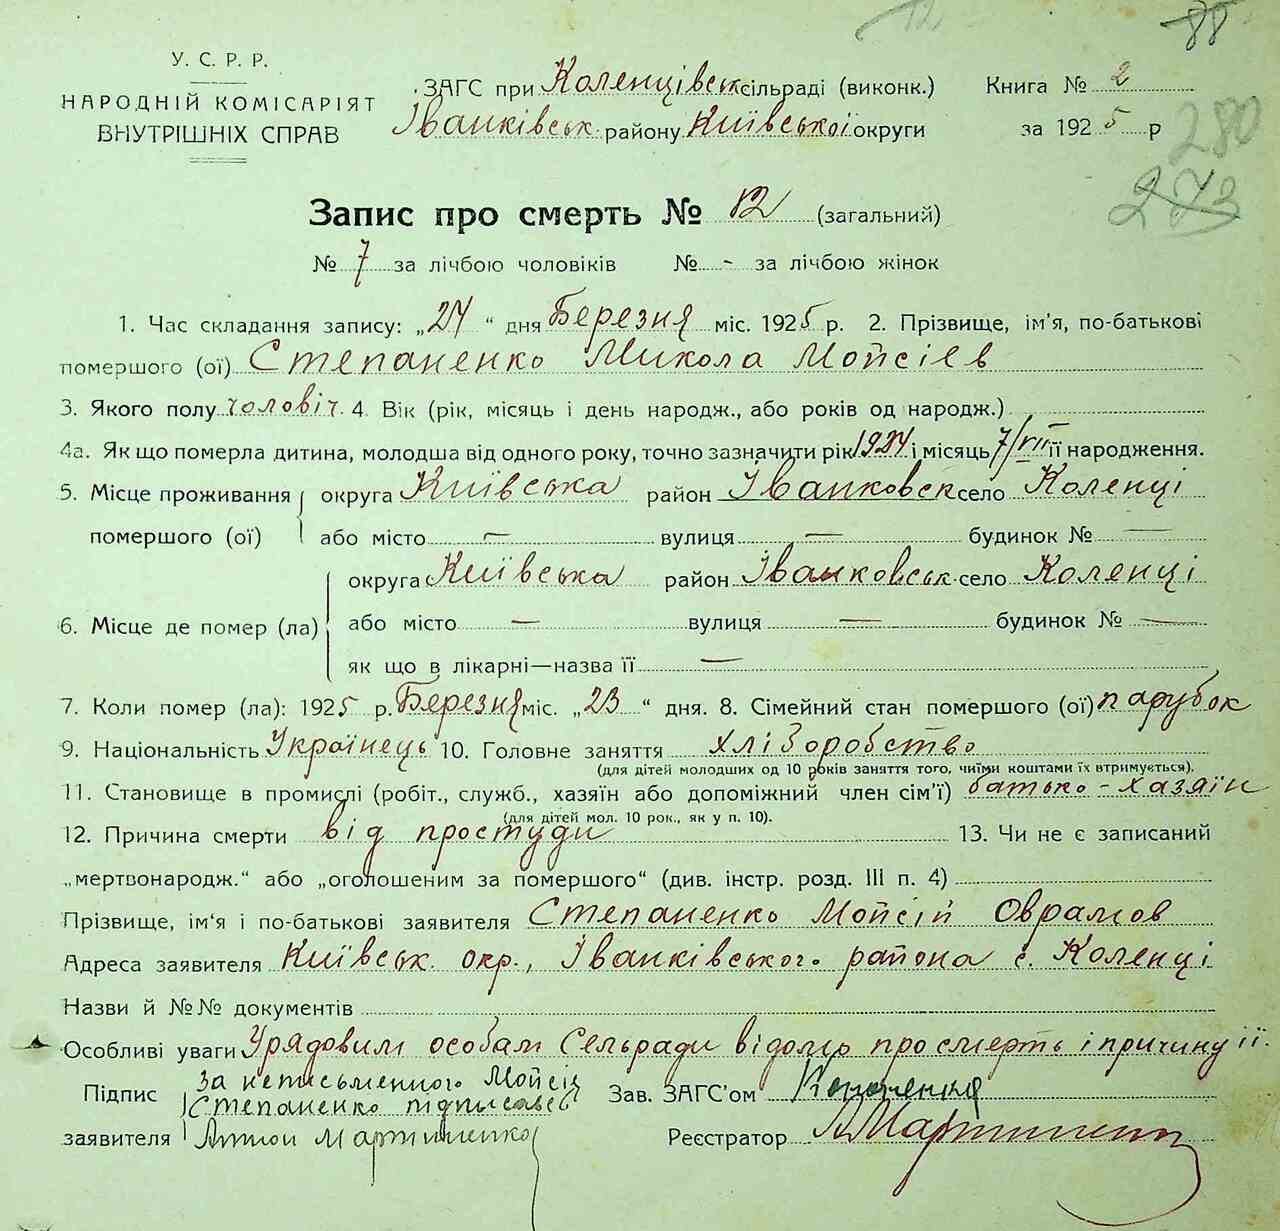 12
88
У. С. Р. Р.
НАРОДНІЙ КОМІСАРІЯТ
ВНУТРІШНІХ СПРАВ
ЗАГС при Коленцівськ сільраді (виконк.)
Іванківськ. району Київської округи
Книга № 2
за 1925 р
280
273
Запис про смерть № 12 (загальний)
№ 7 за лічбою чоловіків № - за лічбою жінок
1. Час складання запису: „24“ дня Березня міс. 1925 р. 2. Прізвище, ім’я, по-батькові
помершого (ої) Степаненко Микола Мойсіев
3. Якого полу чоловіч. 4. Вік (рік, місяць і день народж., або років од народж.)
4а. Як що померла дитина, молодша від одного року, точно зазначити рік 1924 і місяць 7/VII її народження.
5. Місце проживання помершого (ої) округа Київська район Іванковск село Коленці
або місто — вулиця — будинок № —
6. Місце де помер (ла) округа Київська район Іванковськ. село Коленці
або місто — вулиця — будинок № —
як що в лікарні—назва її —
7. Коли помер (ла): 1925 р. Березня міс. „23“ дня. 8. Сімейний стан помершого (ої) парубок
9. Національність Українець 10. Головне заняття хліборобство
(для дітей молодших од 10 років заняття того, чиїми коштами їх втримується).
11. Становище в промислі (робіт., служб., хазяїн або допоміжний член сім’ї) батько - хазяїн
(для дітей мол. 10 рок., як у п. 10).
12. Причина смерти від простуди 13. Чи не є записаний
„мертвонародж.“ або „оголошеним за помершого“ (див. інстр. розд. III п. 4)
Прізвище, ім’я і по-батькові заявителя Степаненко Мойсій Оврамов
Адреса заявителя Київськ. окр., Іванківського района с. Коленці
Назви й №№ документів
Особливі уваги Урядовим особам Сельради відомо про смерть і причину її.
Підпис заявителя За неписьменного Мойсія
Степаненко підписався
Антон Мартиненко
Зав. ЗАГС’ом
Реєстратор А Мартиненко